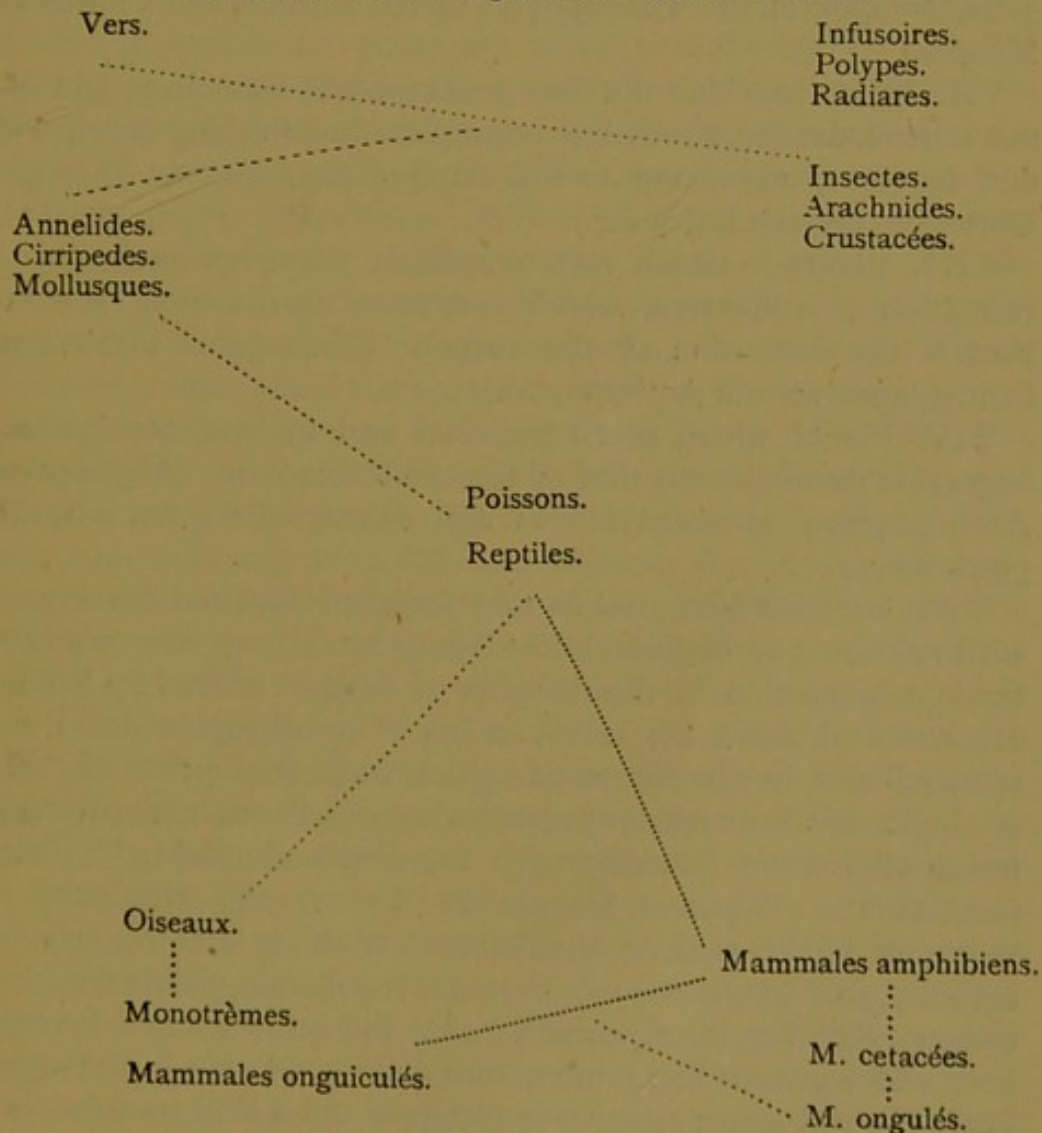 Vers.
Infusoires.
Polypes.
Radiares.
Insectes.
Arachnides.
Crustacées.
Annelides.
Cirripedes.
Mollusques.
Poissons.
Reptiles.
Oiseaux.
Monotrèmes.
Mammales amphibiens.
Mammales onguiculés.
M. cetacées.
M. ongulés.